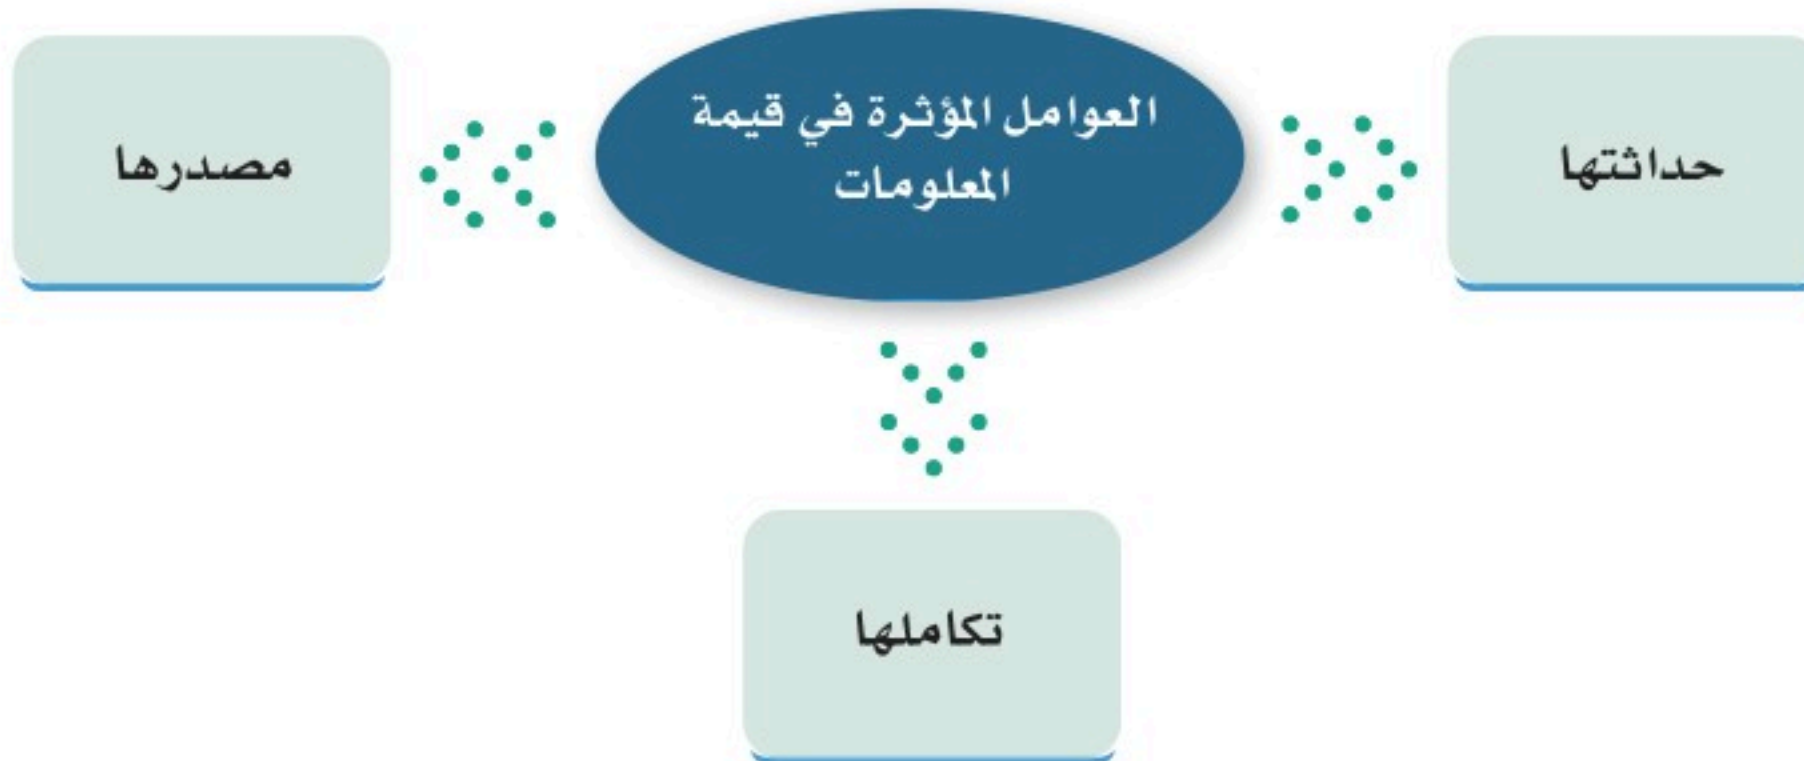 العوامل المؤثرة في قيمة
المعلومات
حداثتها
مصدرها
تكاملها